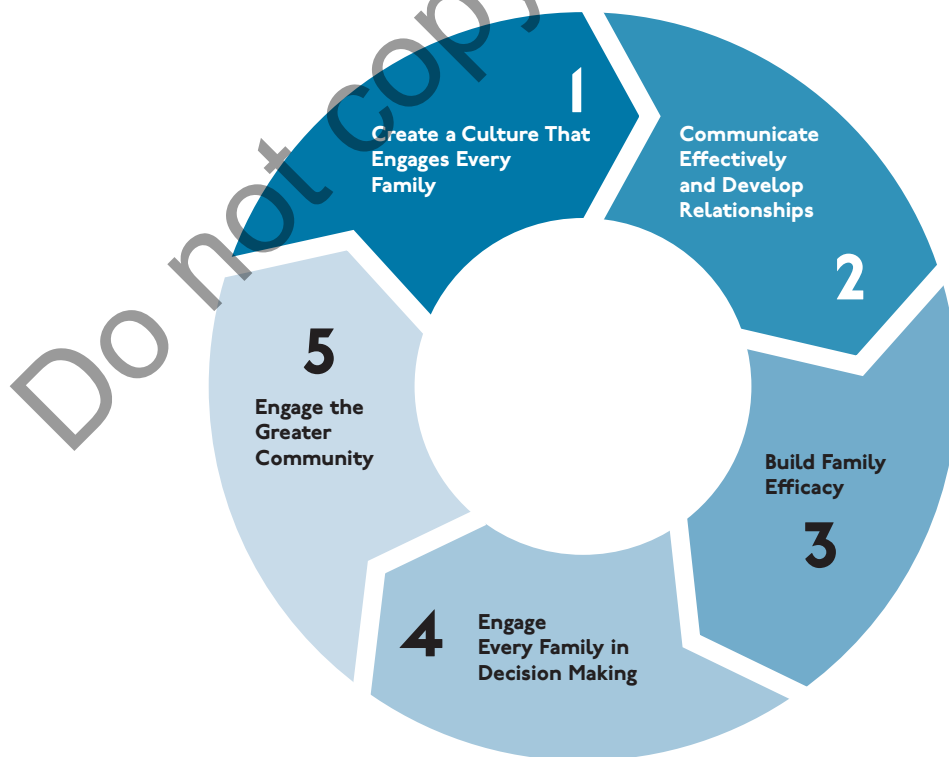 Do not copy
1
Create a Culture That
Engages Every
Family
Communicate
Effectively
and Develop
Relationships
2
Build Family
Efficacy
3
4
Engage
Every Family in
Decision Making
5
Engage the
Greater
Community